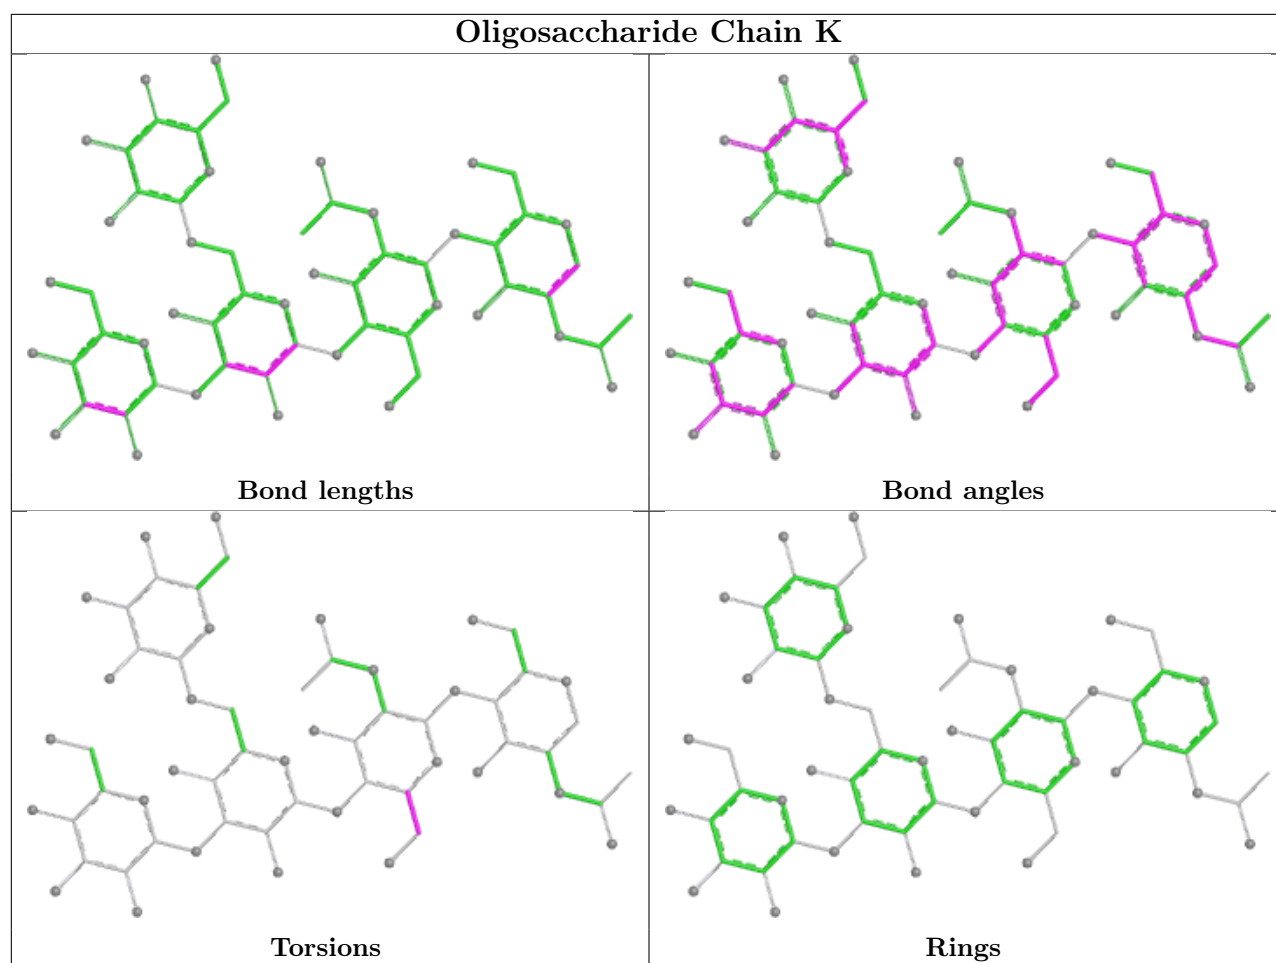 Oligosaccharide Chain K
Bond lengths
Bond angles
Torsions
Rings